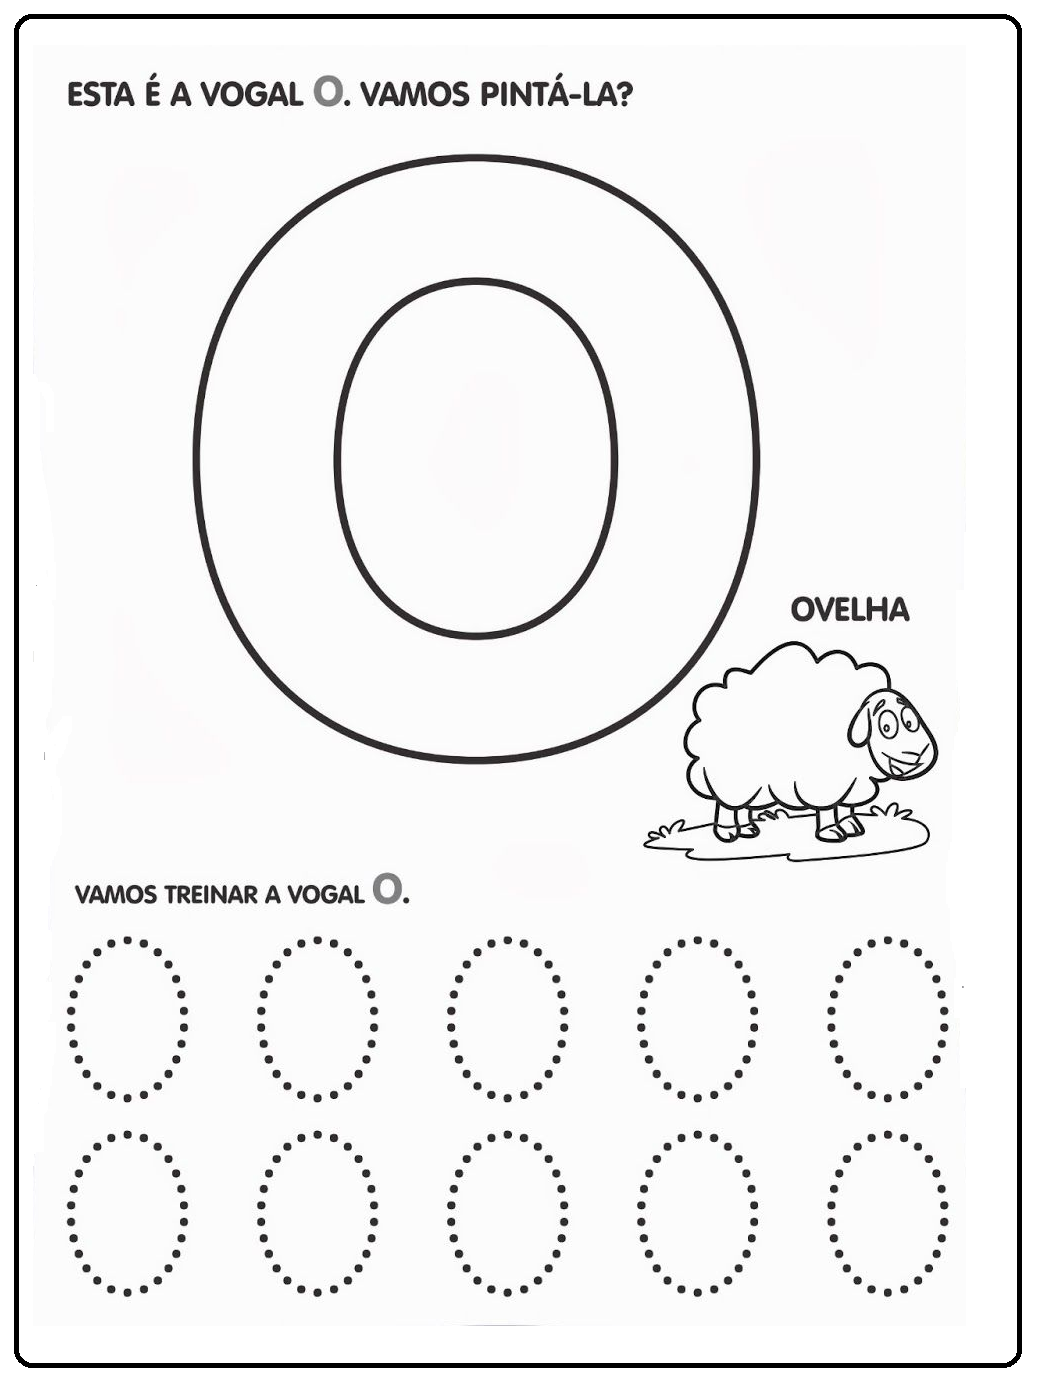 ESTA É A VOGAL O. VAMOS PINTÁ-LA?
O
OVELHA
VAMOS TREINAR A VOGAL O.
O O O O O
O O O O O